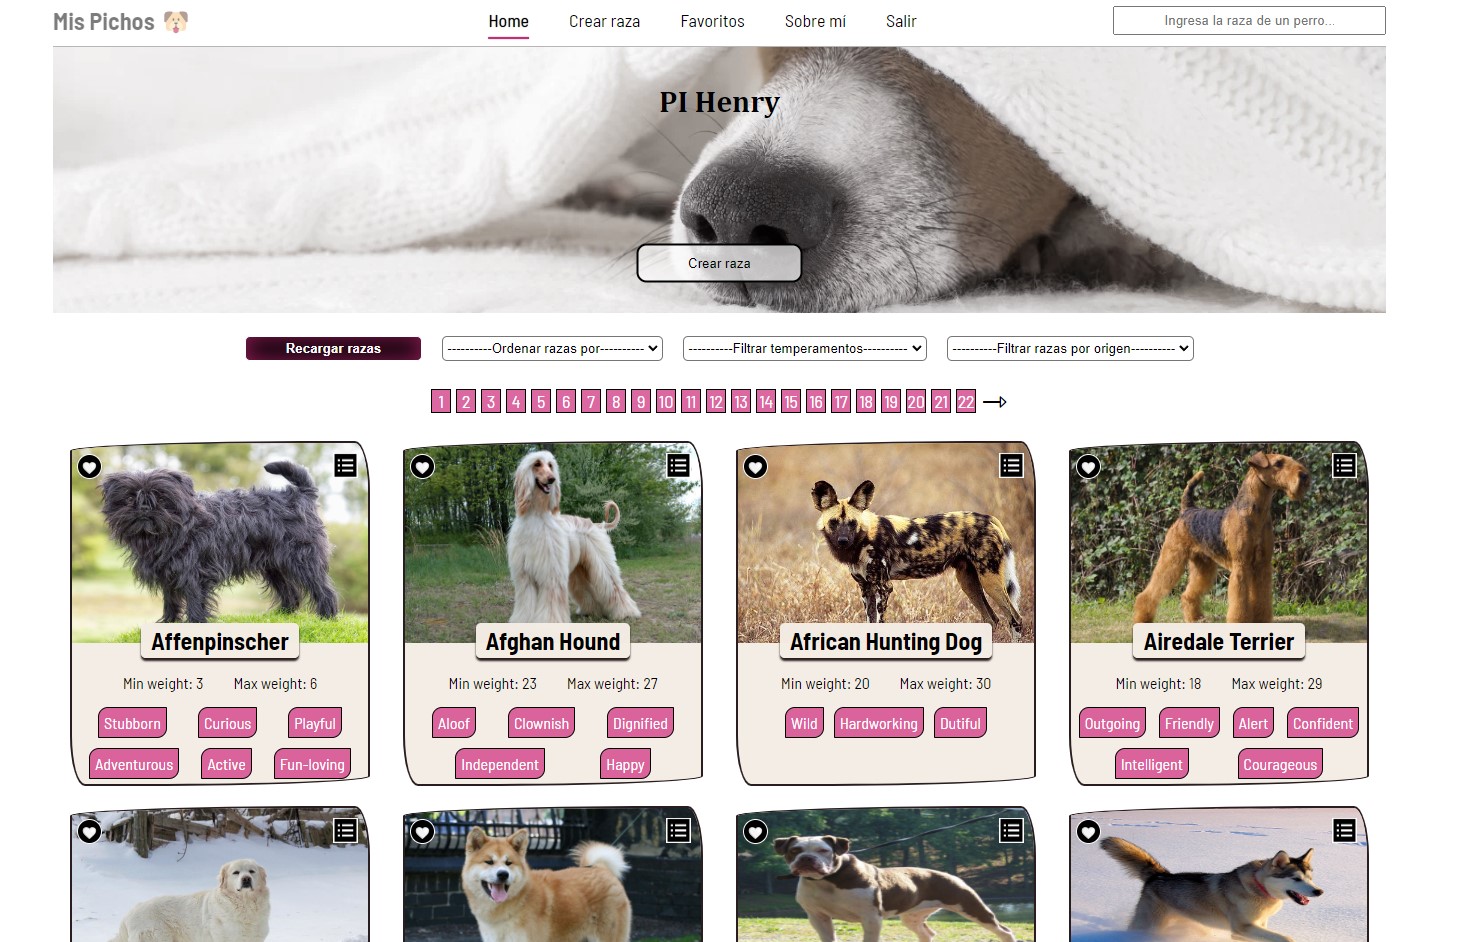 Mis Pichos
Home Crear raza Favoritos Sobre mí Salir
Ingresa la raza de un perro...
PI Henry
Crear raza
Recargar razas
----------Ordenar razas por----------
----------Filtrar temperamentos----------
----------Filtrar razas por origen----------
1 2 3 4 5 6 7 8 9 10 11 12 13 14 15 16 17 18 19 20 21 22
Affenpinscher
Min weight: 3 Max weight: 6
Stubborn Curious Playful
Adventurous Active Fun-loving
Afghan Hound
Min weight: 23 Max weight: 27
Aloof Clownish Dignified
Independent Happy
African Hunting Dog
Min weight: 20 Max weight: 30
Wild Hardworking Dutiful
Airedale Terrier
Min weight: 18 Max weight: 29
Outgoing Friendly Alert Confident
Intelligent Courageous